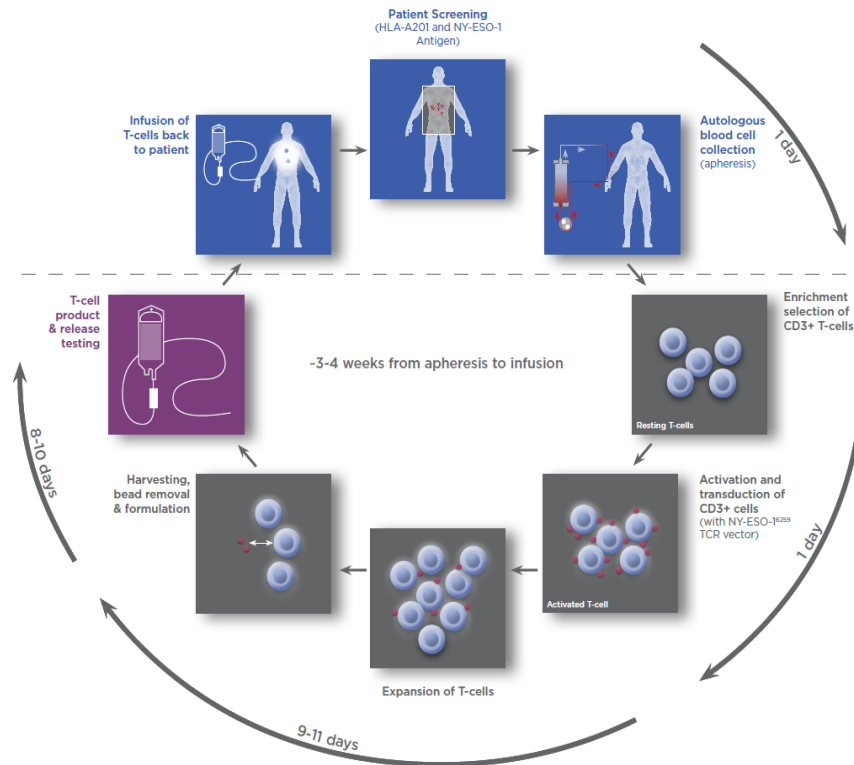 Patient Screening
(HLA-A201 and NY-ESO-1
Antigen)
Infusion of
T-cells back
to patient
Autologous
blood cell
collection
(apheresis)
1 day
T-cell
product
& release
testing
~3-4 weeks from apheresis to infusion
Enrichment
selection of
CD3+ T-cells
Resting T-cells
8-10 days
Harvesting,
bead removal
& formulation
Activation and
transduction of
CD3+ cells
(with NY-ESO-1⁶²⁵⁹
TCR vector)
1 day
Activated T-cell
Expansion of T-cells
9-11 days